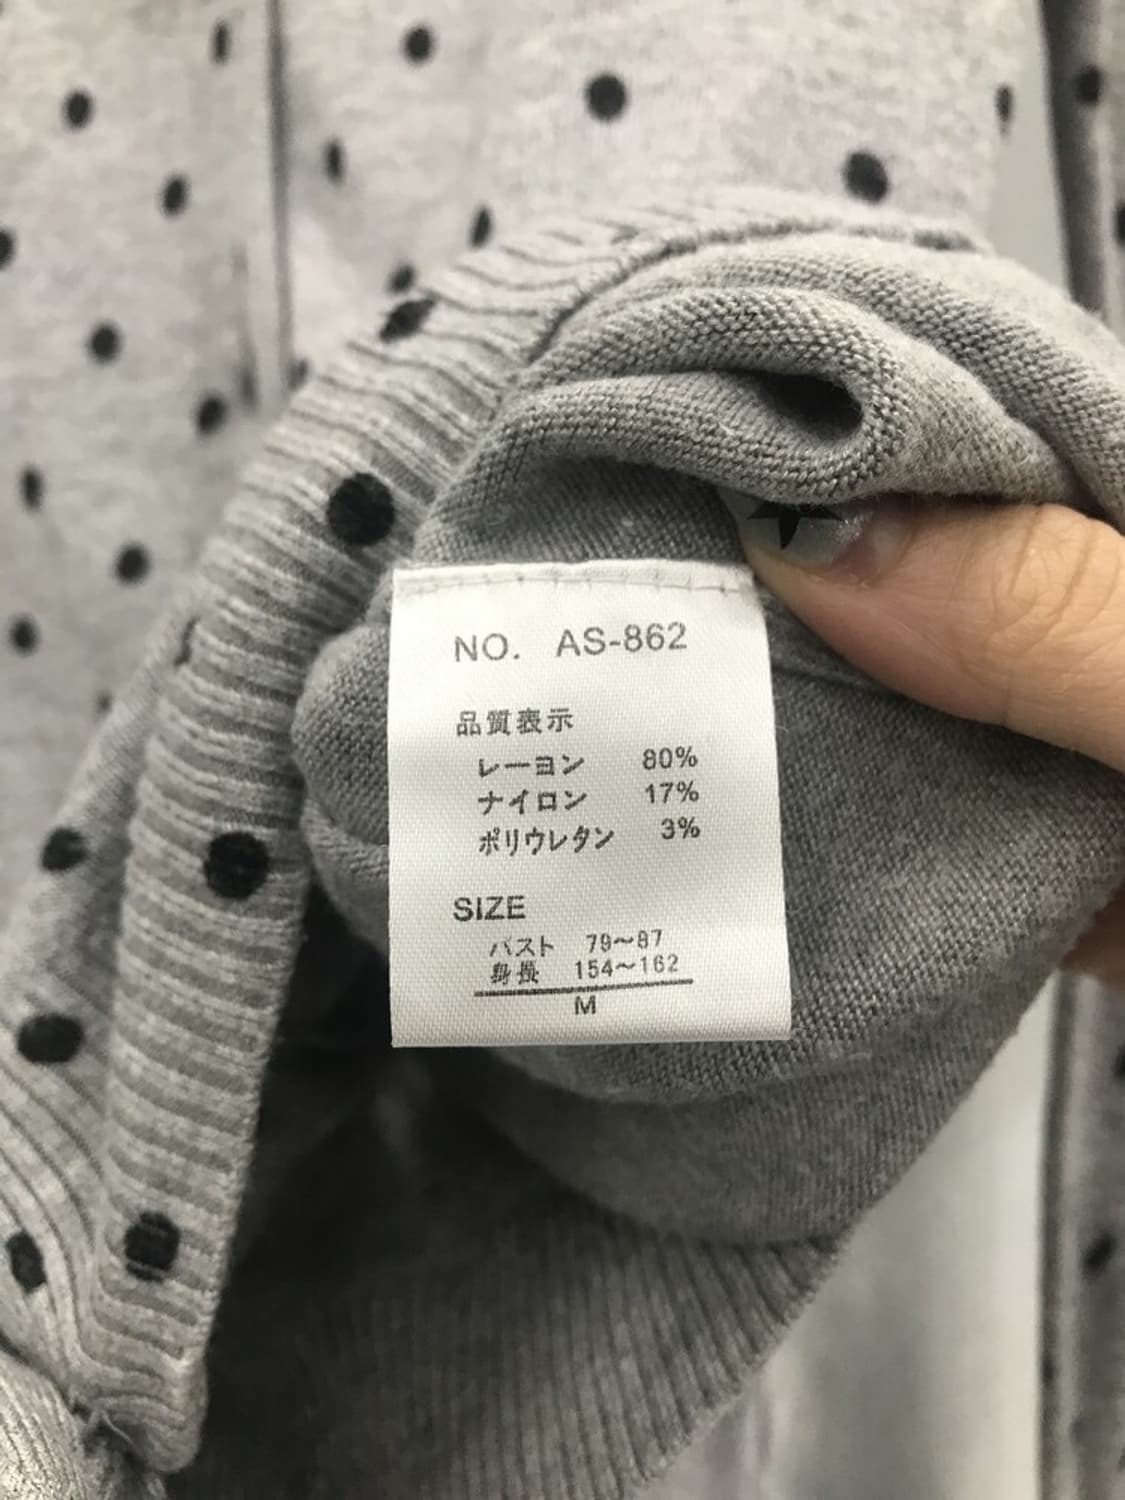 NO. AS-862
品質表示
レーヨン 80%
ナイロン 17%
ポリウレタン 3%
SIZE
バスト 79〜87
身長 154〜162
M